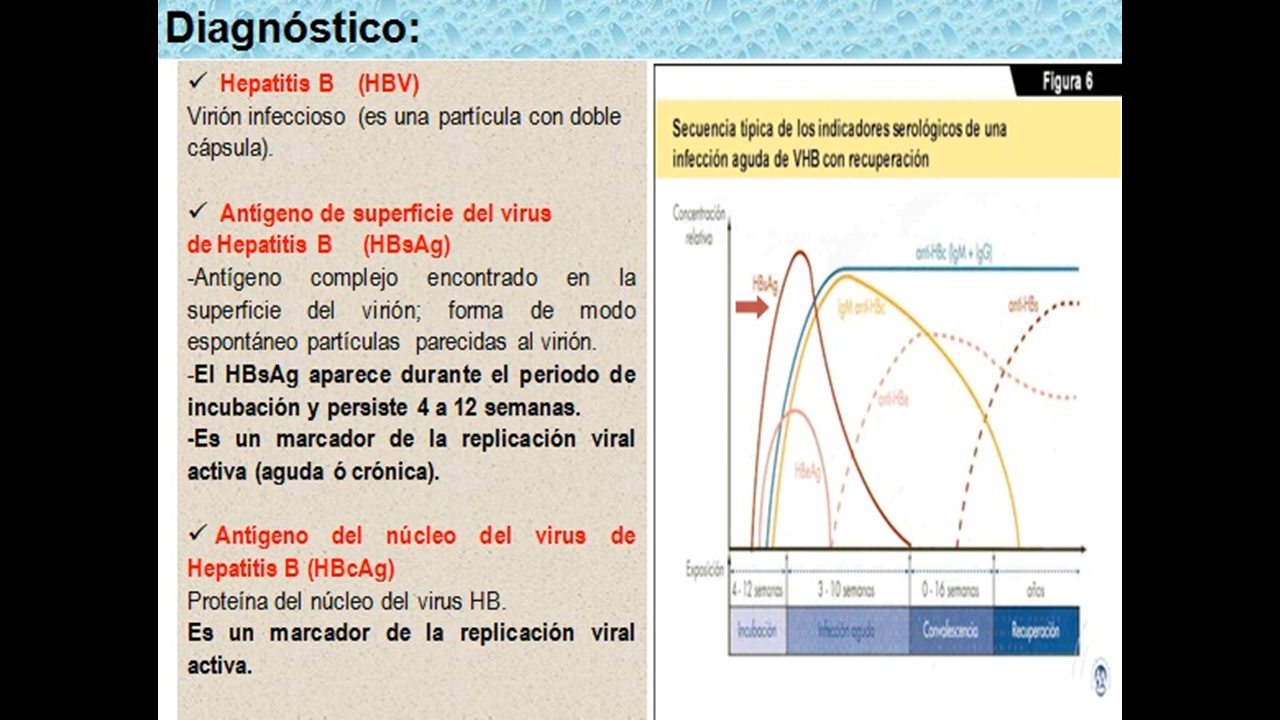 Diagnóstico:
✓ Hepatitis B (HBV)
Virión infeccioso (es una partícula con doble
cápsula).
✓ Antígeno de superficie del virus
de Hepatitis B (HBsAg)
-Antígeno complejo encontrado en la
superficie del virión; forma de modo
espontáneo partículas parecidas al virión.
-El HBsAg aparece durante el periodo de
incubación y persiste 4 a 12 semanas.
-Es un marcador de la replicación viral
activa (aguda ó crónica).
✓ Antígeno del núcleo del virus de
Hepatitis B (HBcAg)
Proteína del núcleo del virus HB.
Es un marcador de la replicación viral
activa.
Figura 6
Secuencia típica de los indicadores serológicos de una
infección aguda de VHB con recuperación
Concentración
relativa
anti-HBc (IgM + IgG)
HBsAg
IgM anti-HBc
anti-HBs
anti-HBe
HBeAg
Exposición
4 - 12 semanas 3 - 10 semanas 0 - 16 semanas años
Incubación Infección aguda Convalescencia Recuperación